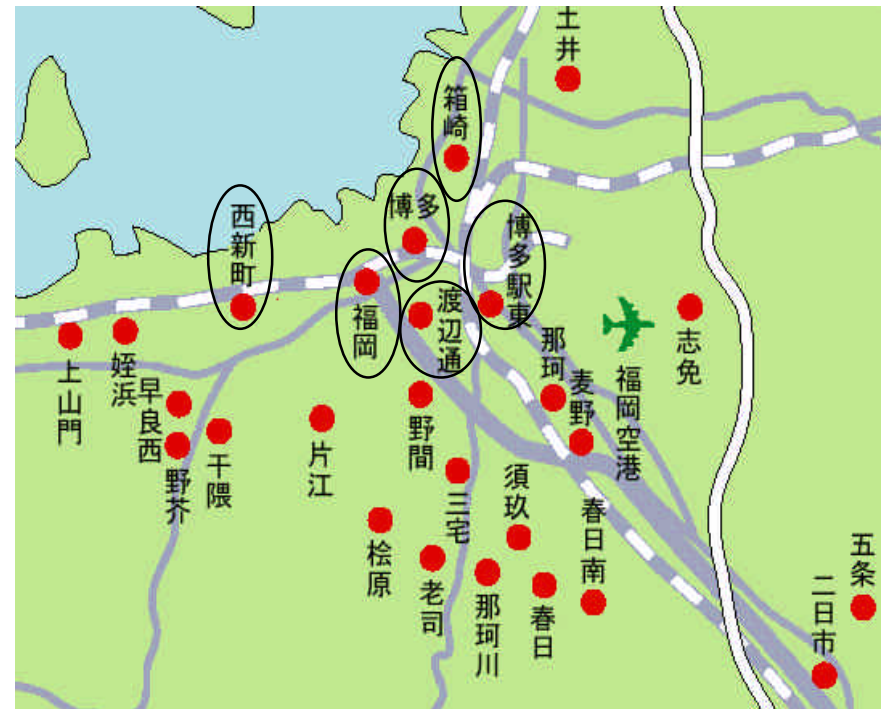 土井
箱崎
博多
西新町
博多駅東
福岡
渡辺通
志免
上山門
姪浜
早良西
野芥
干隈
片江
野間
那珂
麦野
福岡空港
三宅
須玖
春日南
桧原
老司
那珂川
春日
五条
二日市